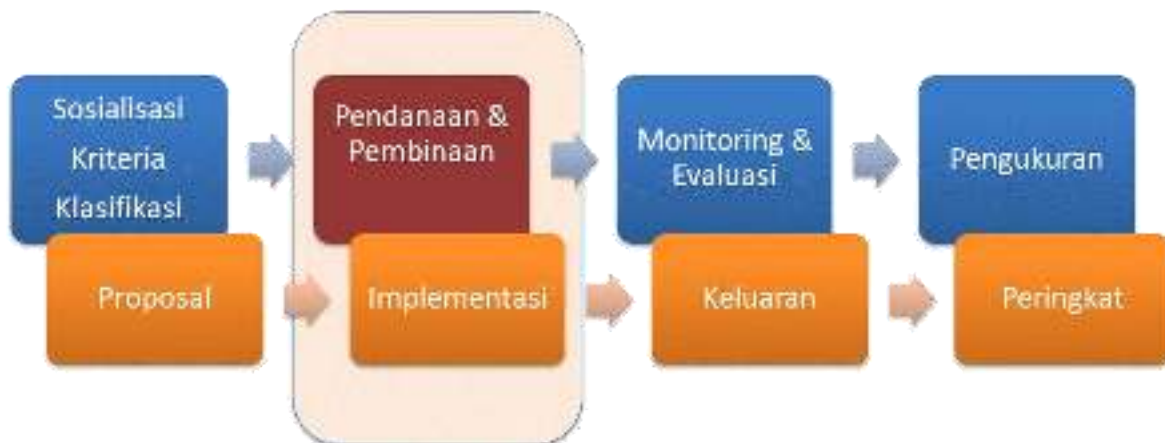 Sosialisasi
Kriteria
Klasifikasi
Pendanaan &
Pembinaan
Monitoring &
Evaluasi
Pengukuran
Proposal
Implementasi
Keluaran
Peringkat